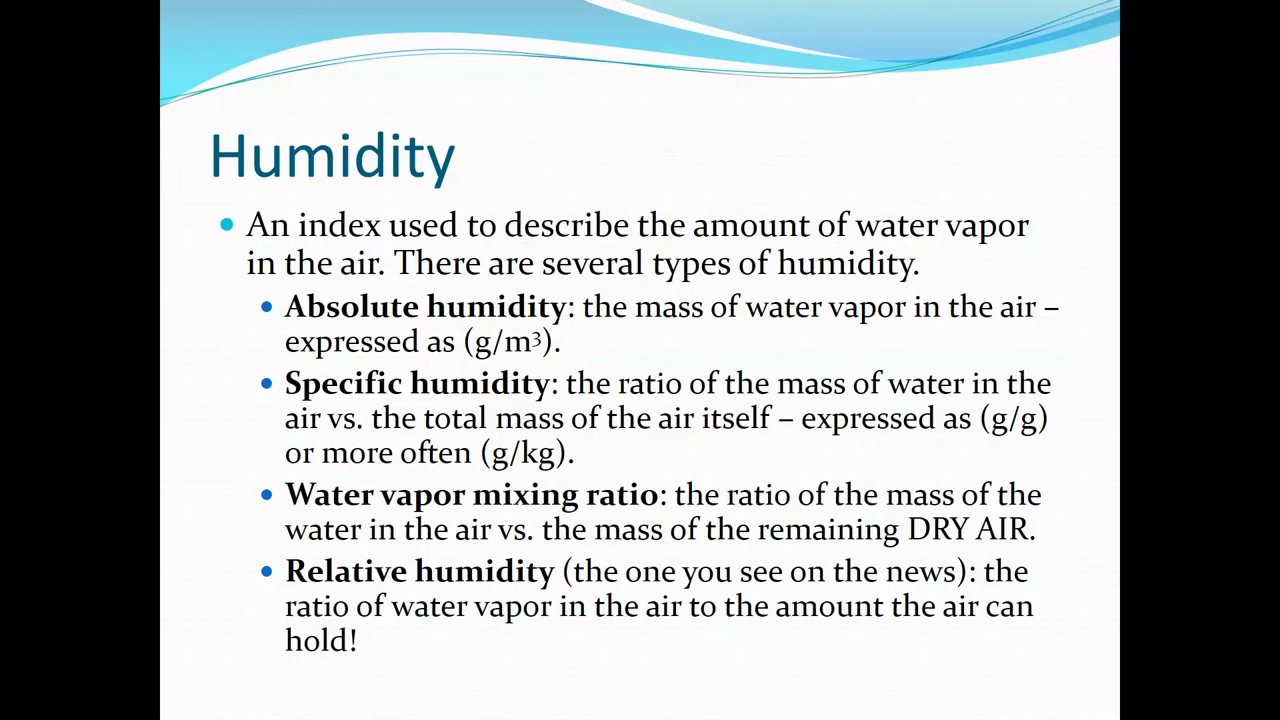 Humidity
An index used to describe the amount of water vapor
in the air. There are several types of humidity.
Absolute humidity: the mass of water vapor in the air –
expressed as (g/m³).
Specific humidity: the ratio of the mass of water in the
air vs. the total mass of the air itself – expressed as (g/g)
or more often (g/kg).
Water vapor mixing ratio: the ratio of the mass of the
water in the air vs. the mass of the remaining DRY AIR.
Relative humidity (the one you see on the news): the
ratio of water vapor in the air to the amount the air can
hold!